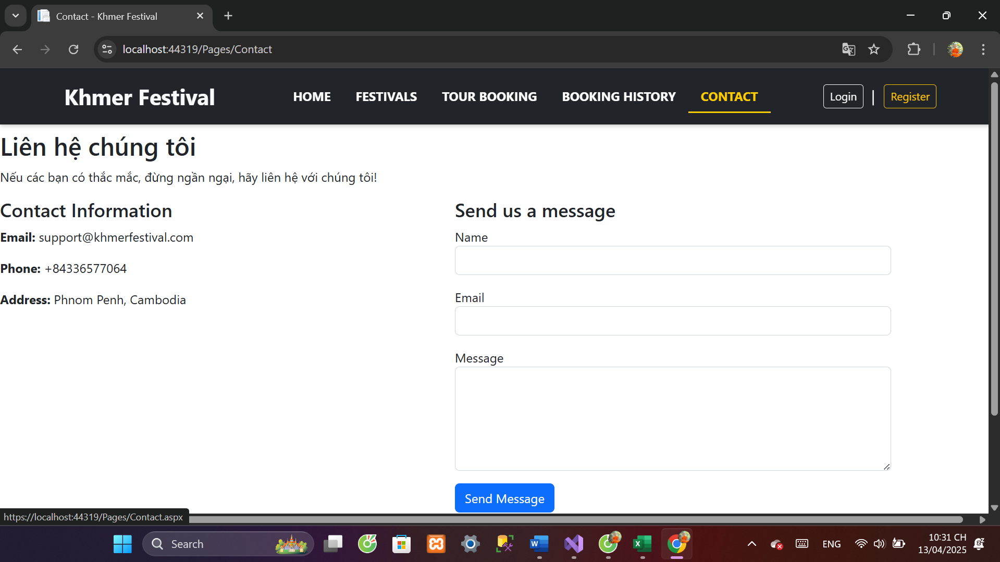 Contact - Khmer Festival
localhost:44319/Pages/Contact
Khmer Festival
HOME
FESTIVALS
TOUR BOOKING
BOOKING HISTORY
CONTACT
Login
|
Register
Liên hệ chúng tôi
Nếu các bạn có thắc mắc, đừng ngần ngại, hãy liên hệ với chúng tôi!
Contact Information
Email: support@khmerfestival.com
Phone: +84336577064
Address: Phnom Penh, Cambodia
Send us a message
Name
Email
Message
Send Message
https://localhost:44319/Pages/Contact.aspx
Search
ENG
10:31 CH
13/04/2025